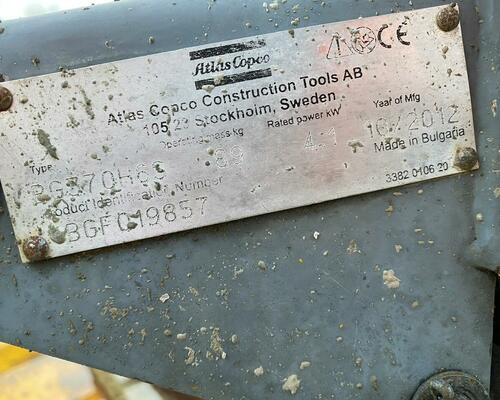 Atlas Copco
CE
Atlas Copco Construction Tools AB
105 23 Stockholm, Sweden
Operating mass kg Rated power kW Year of Mfg
Type
89 4.1 10/2012
Made in Bulgaria
Product Identification Number
BGF019857
3382 0106 20